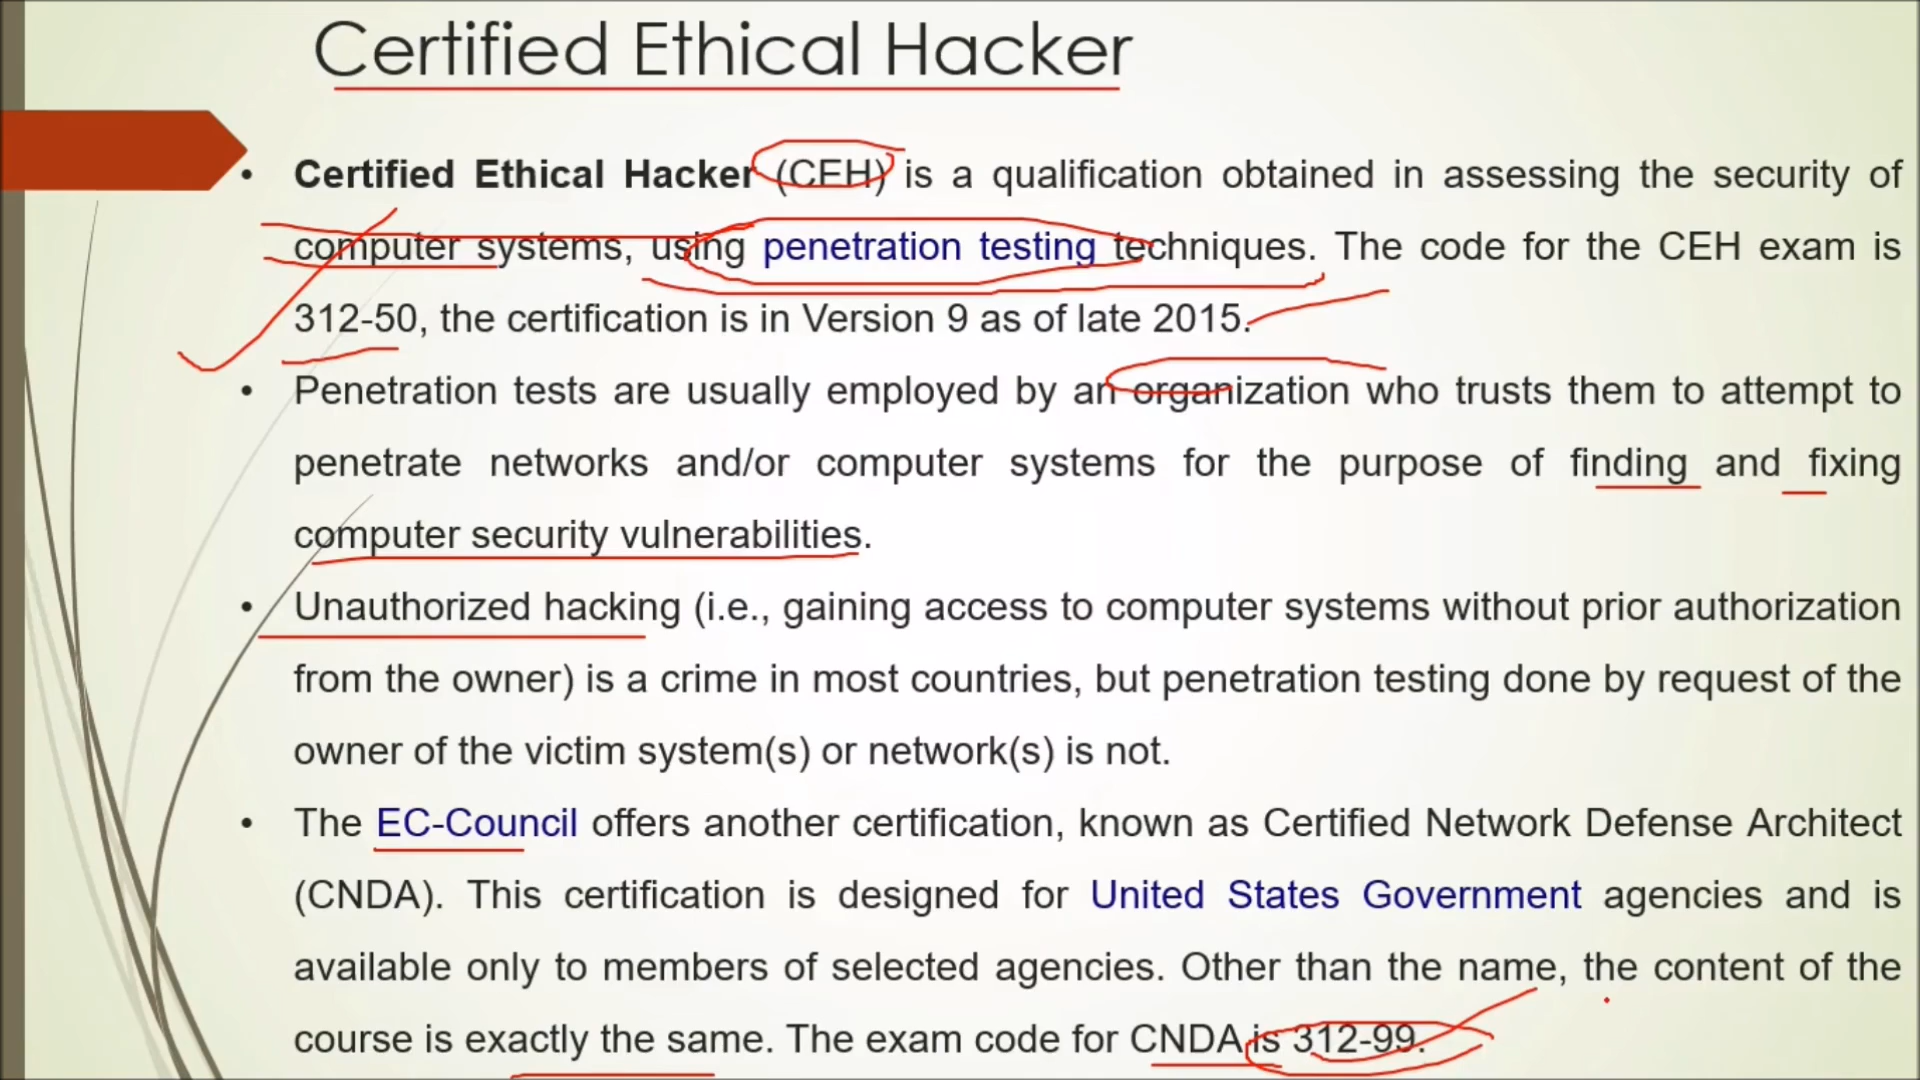 Certified Ethical Hacker
• Certified Ethical Hacker (CEH) is a qualification obtained in assessing the security of
computer systems, using penetration testing techniques. The code for the CEH exam is
312-50, the certification is in Version 9 as of late 2015.
• Penetration tests are usually employed by an organization who trusts them to attempt to
penetrate networks and/or computer systems for the purpose of finding and fixing
computer security vulnerabilities.
• Unauthorized hacking (i.e., gaining access to computer systems without prior authorization
from the owner) is a crime in most countries, but penetration testing done by request of the
owner of the victim system(s) or network(s) is not.
• The EC-Council offers another certification, known as Certified Network Defense Architect
(CNDA). This certification is designed for United States Government agencies and is
available only to members of selected agencies. Other than the name, the content of the
course is exactly the same. The exam code for CNDA is 312-99.